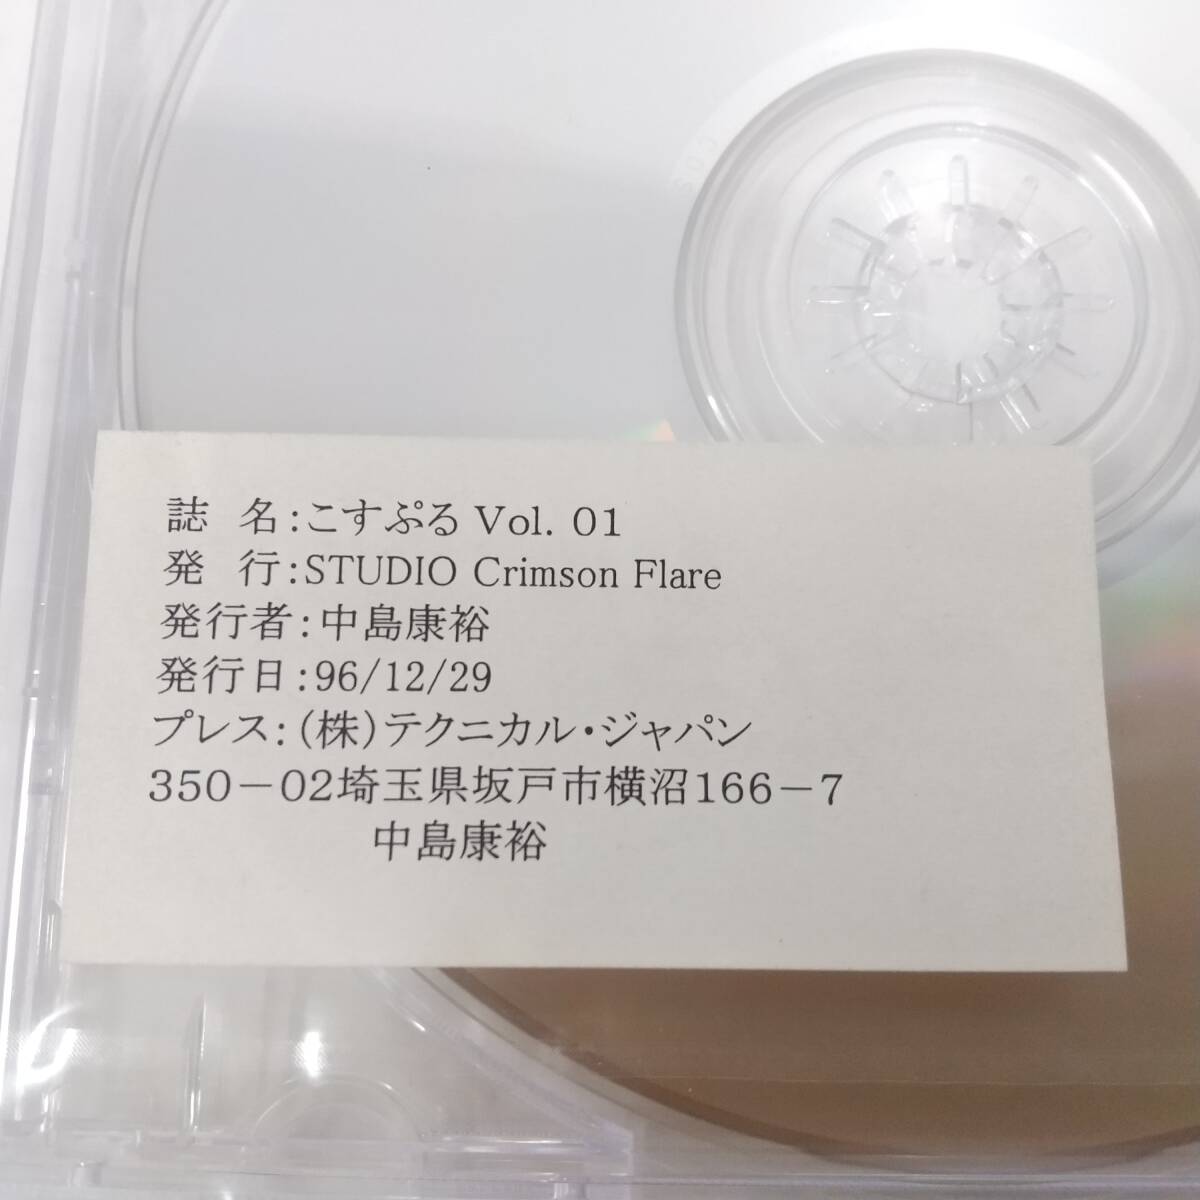 誌　名:こすぷるVol. 01
発　行:STUDIO Crimson Flare
発行者:中島康裕
発行日:96/12/29
プレス:(株)テクニカル・ジャパン
350－02埼玉県坂戸市横沼166－7
中島康裕